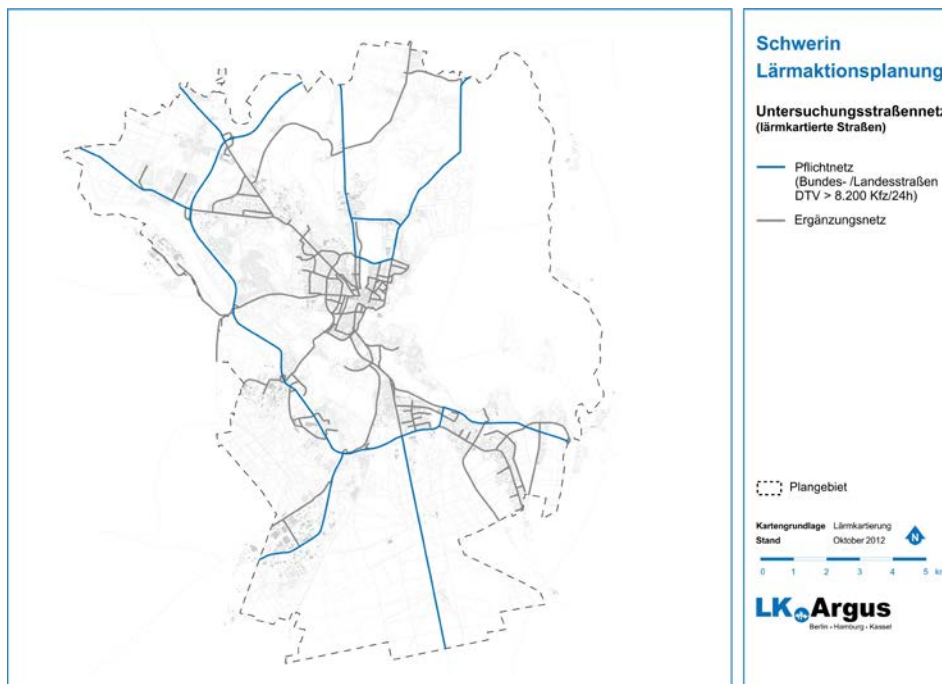 Schwerin
Lärmaktionsplanung
Untersuchungsstraßennetz
(lärmkartierte Straßen)
Pflichtnetz
(Bundes- /Landesstraßen
DTV > 8.200 Kfz/24h)
Ergänzungsnetz
Plangebiet
Kartengrundlage Lärmkartierung
Stand Oktober 2012
N
0 1 2 3 4 5 km
LK Argus
Berlin • Hamburg • Kassel